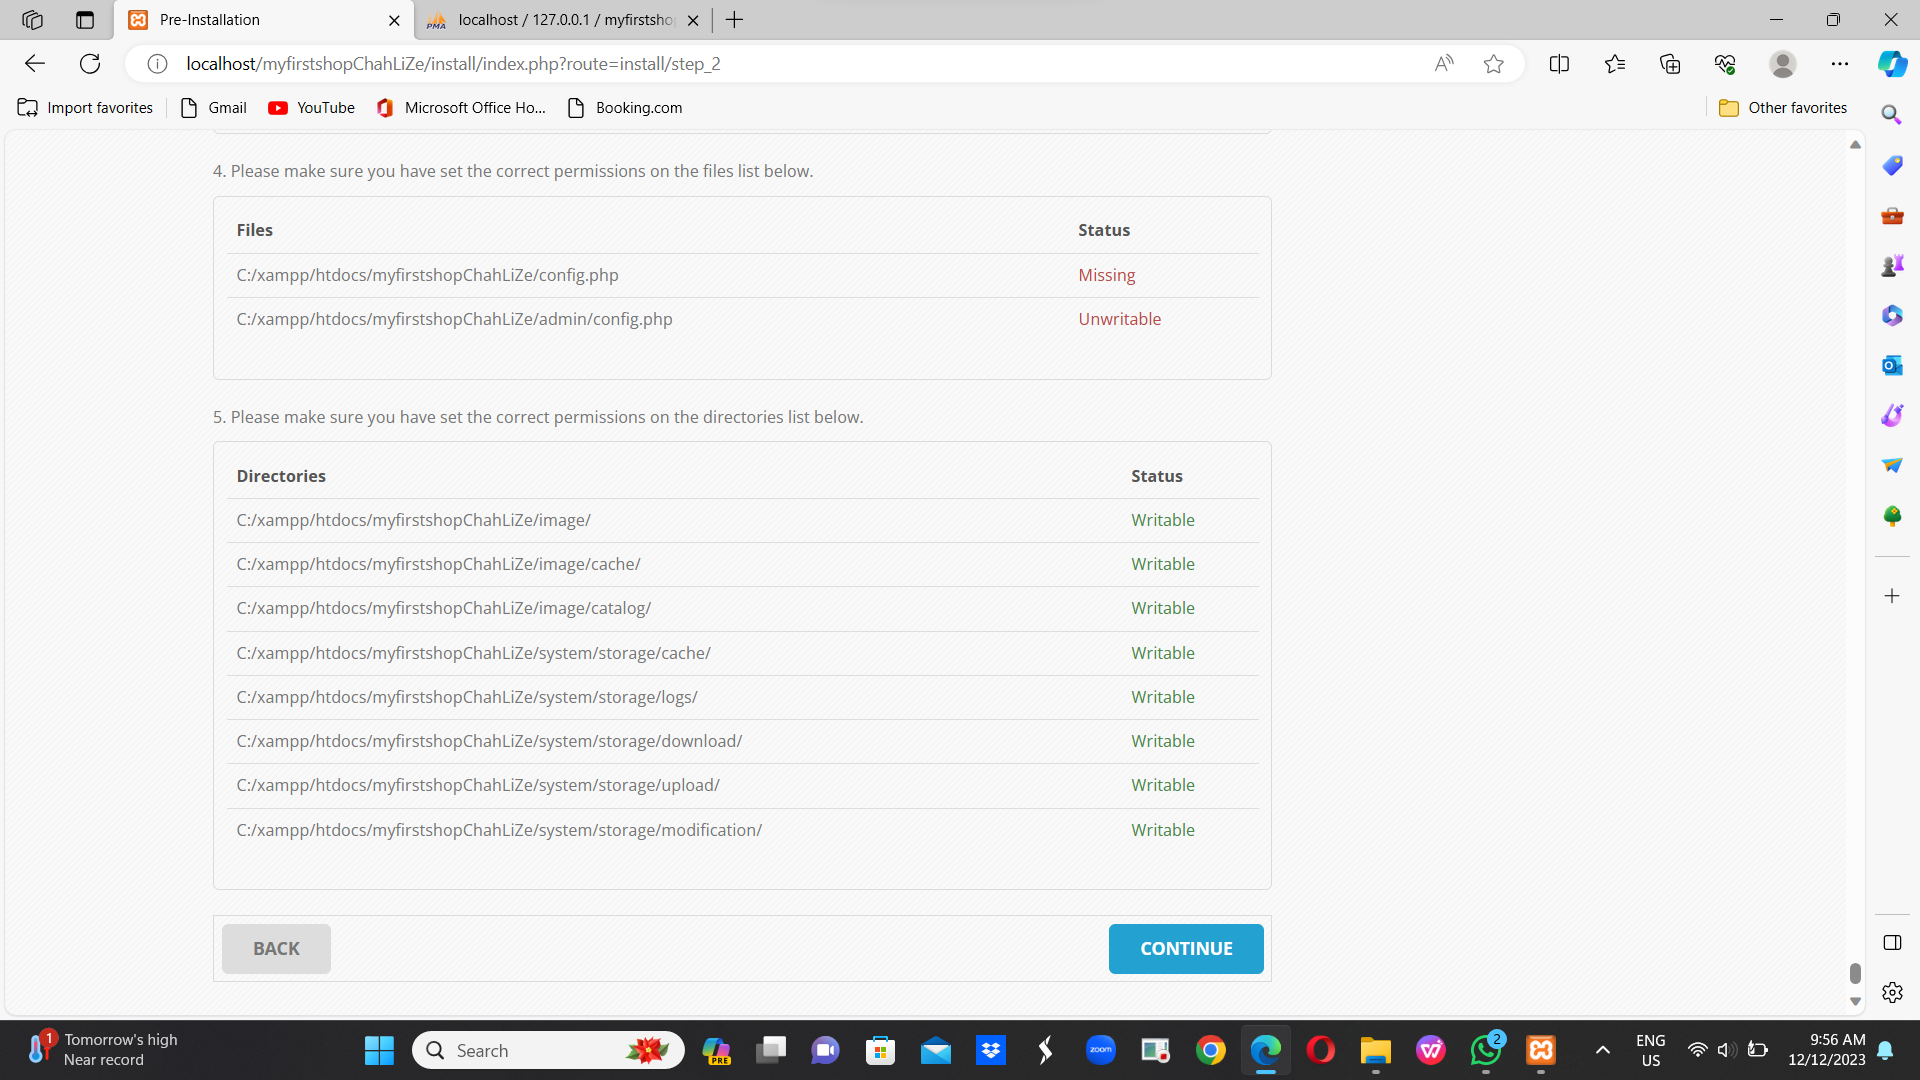 Pre-Installation
localhost / 127.0.0.1 / myfirstsho
localhost/myfirstshopChahLiZe/install/index.php?route=install/step_2
Import favorites
Gmail
YouTube
Microsoft Office Ho...
Booking.com
Other favorites
4. Please make sure you have set the correct permissions on the files list below.
Files Status
C:/xampp/htdocs/myfirstshopChahLiZe/config.php Missing
C:/xampp/htdocs/myfirstshopChahLiZe/admin/config.php Unwritable
5. Please make sure you have set the correct permissions on the directories list below.
Directories Status
C:/xampp/htdocs/myfirstshopChahLiZe/image/ Writable
C:/xampp/htdocs/myfirstshopChahLiZe/image/cache/ Writable
C:/xampp/htdocs/myfirstshopChahLiZe/image/catalog/ Writable
C:/xampp/htdocs/myfirstshopChahLiZe/system/storage/cache/ Writable
C:/xampp/htdocs/myfirstshopChahLiZe/system/storage/logs/ Writable
C:/xampp/htdocs/myfirstshopChahLiZe/system/storage/download/ Writable
C:/xampp/htdocs/myfirstshopChahLiZe/system/storage/upload/ Writable
C:/xampp/htdocs/myfirstshopChahLiZe/system/storage/modification/ Writable
BACK
CONTINUE
1
Tomorrow's high
Near record
Search
PRE
zoom
2
ENG
US
9:56 AM
12/12/2023